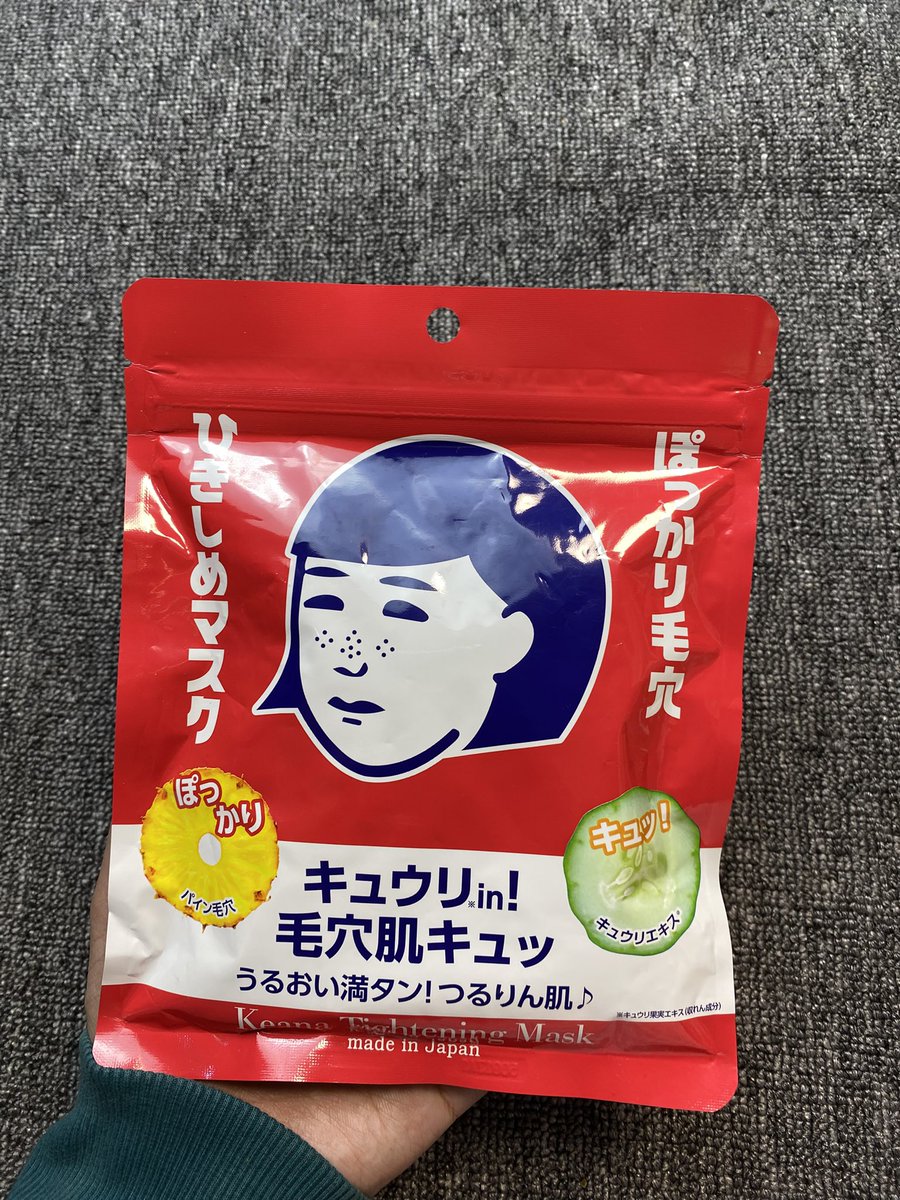 ぽっかり毛穴
ひきしめマスク
ぽっ
かり
パイン毛穴
キュッ!
キュウリエキス※
キュウリ※in!
毛穴肌キュッ
うるおい満タン!つるりん肌♪
※キュウリ果実エキス(収れん成分)
Keana Tightening Mask
made in Japan